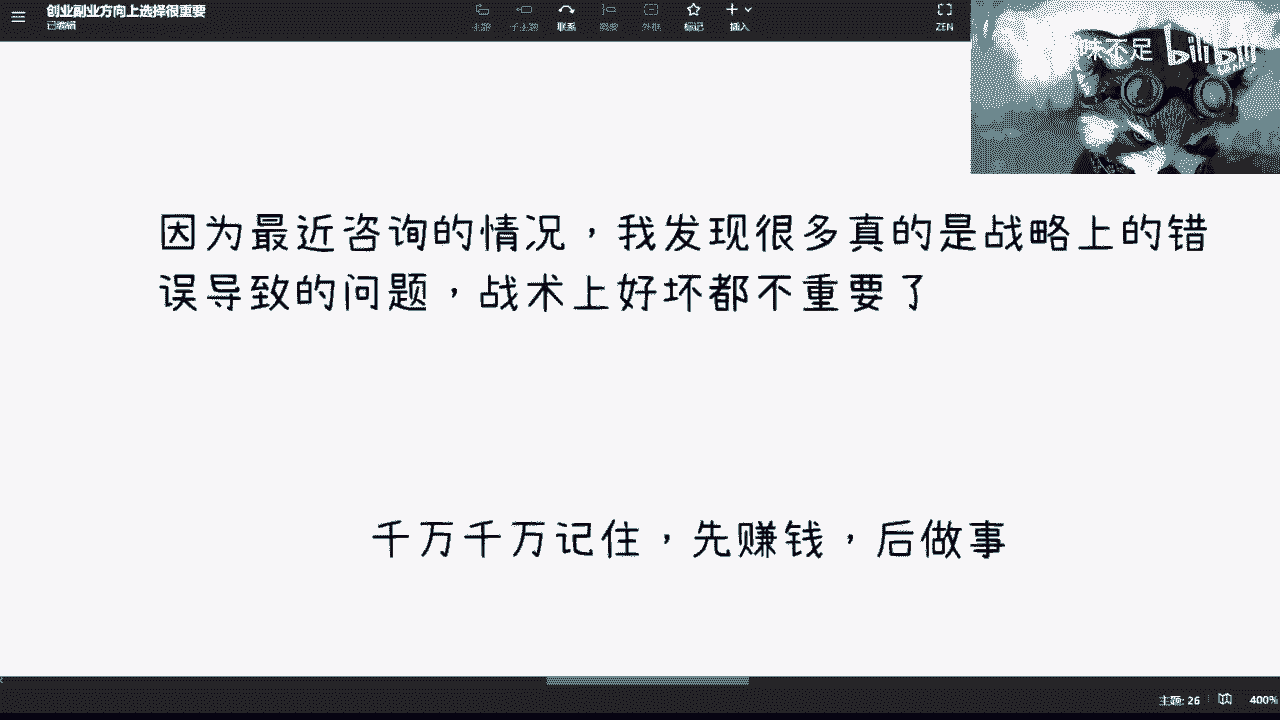 创业副业方向上选择很重要
已编辑
主题
子主题
联系
概要
外框
标记
插入
ZEN
味不足 bilibili
因为最近咨询的情况，我发现很多真的是战略上的错
误导致的问题，战术上好坏都不重要了
千万千万记住，先赚钱，后做事
主题: 26
400%